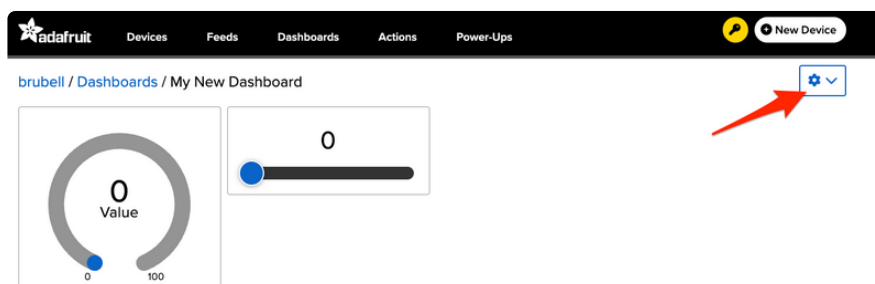 adafruit Devices Feeds Dashboards Actions Power-Ups New Device
brubell / Dashboards / My New Dashboard
0
0
Value
0 100